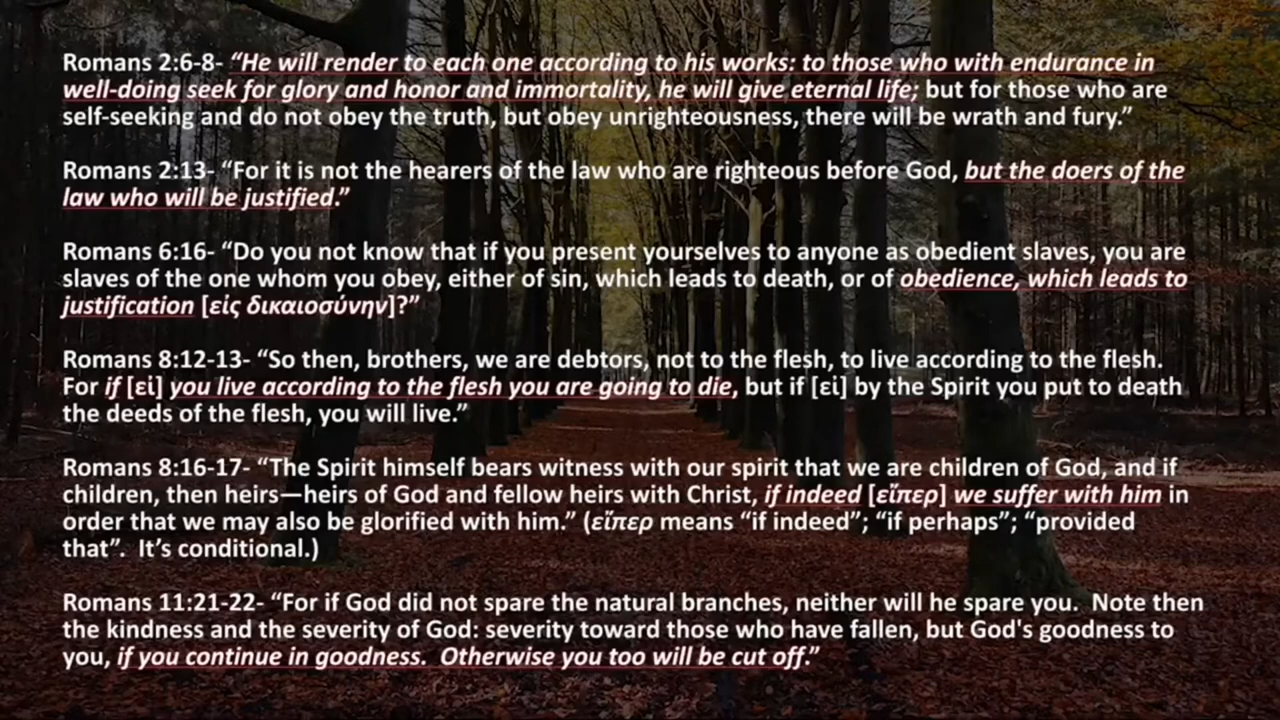 Romans 2:6-8- “He will render to each one according to his works: to those who with endurance in
well-doing seek for glory and honor and immortality, he will give eternal life; but for those who are
self-seeking and do not obey the truth, but obey unrighteousness, there will be wrath and fury.”
Romans 2:13- “For it is not the hearers of the law who are righteous before God, but the doers of the
law who will be justified.”
Romans 6:16- “Do you not know that if you present yourselves to anyone as obedient slaves, you are
slaves of the one whom you obey, either of sin, which leads to death, or of obedience, which leads to
justification [εἰς δικαιοσύνην]?”
Romans 8:12-13- “So then, brothers, we are debtors, not to the flesh, to live according to the flesh.
For if [εἰ] you live according to the flesh you are going to die, but if [εἰ] by the Spirit you put to death
the deeds of the flesh, you will live.”
Romans 8:16-17- “The Spirit himself bears witness with our spirit that we are children of God, and if
children, then heirs—heirs of God and fellow heirs with Christ, if indeed [εἴπερ] we suffer with him in
order that we may also be glorified with him.” (εἴπερ means “if indeed”; “if perhaps”; “provided
that”.  It’s conditional.)
Romans 11:21-22- “For if God did not spare the natural branches, neither will he spare you.  Note then
the kindness and the severity of God: severity toward those who have fallen, but God's goodness to
you, if you continue in goodness.  Otherwise you too will be cut off.”